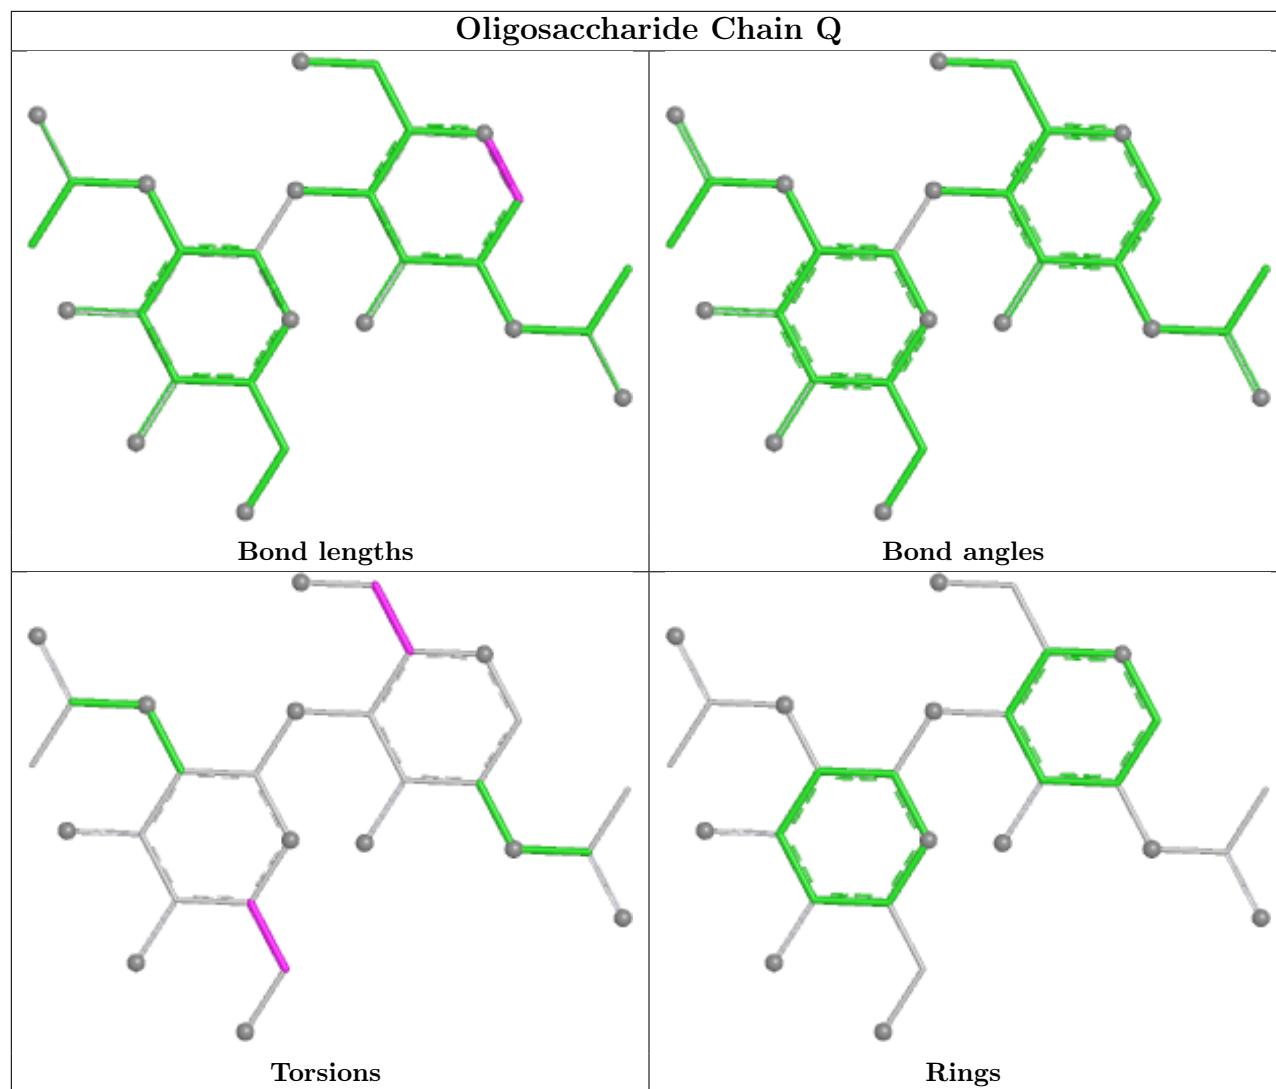 Oligosaccharide Chain Q
Bond lengths
Bond angles
Torsions
Rings